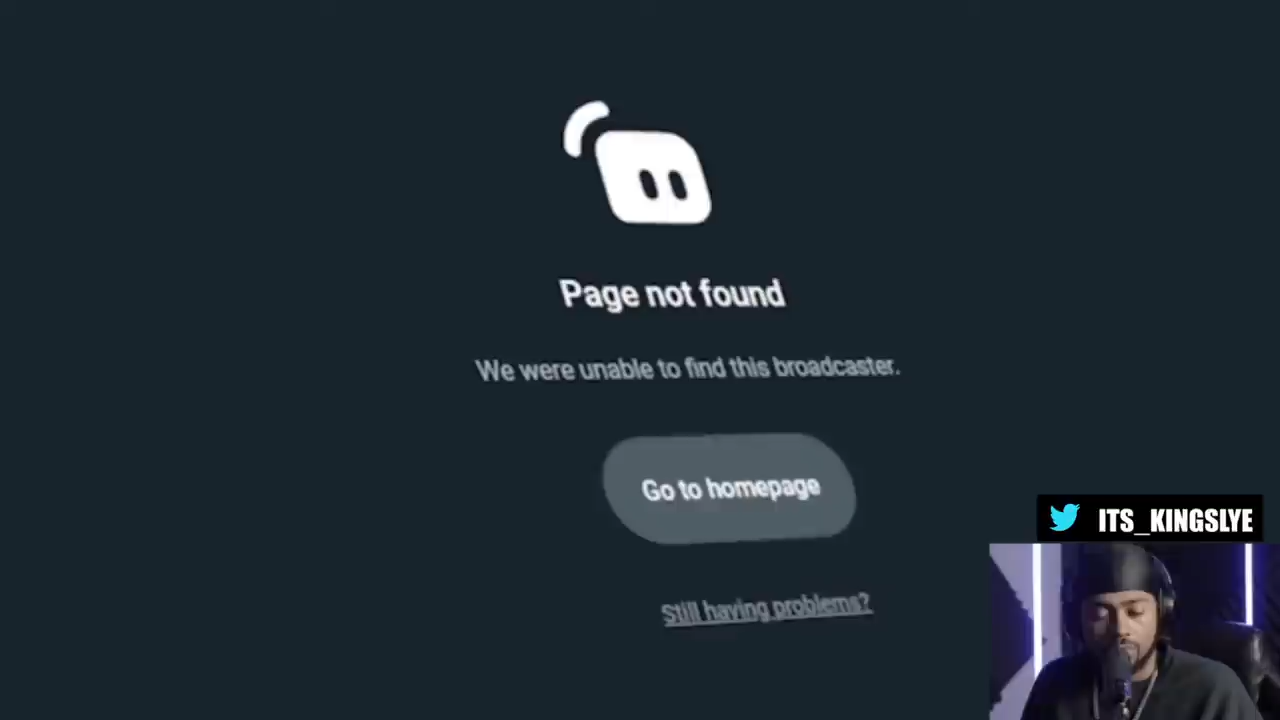 Page not found
We were unable to find this broadcaster.
Go to homepage
Still having problems?
ITS_KINGSLYE